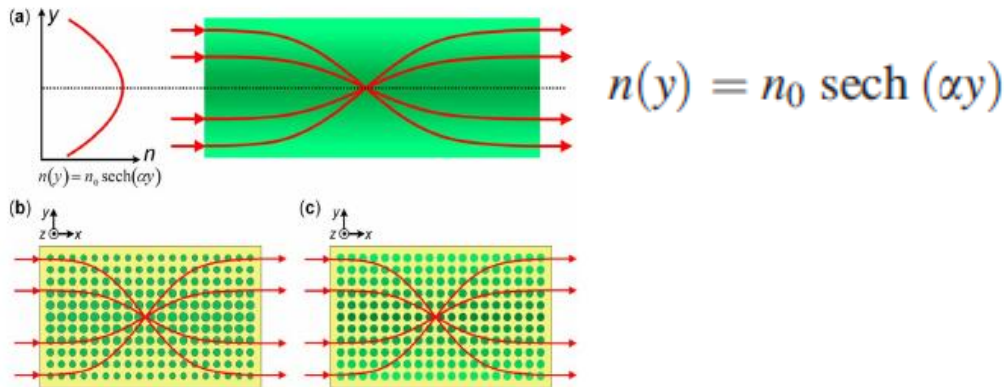 (a)
y
n
n(y) = n₀ sech(αy)
n(y) = n₀ sech (αy)
(b)
y
z x
(c)
y
z x